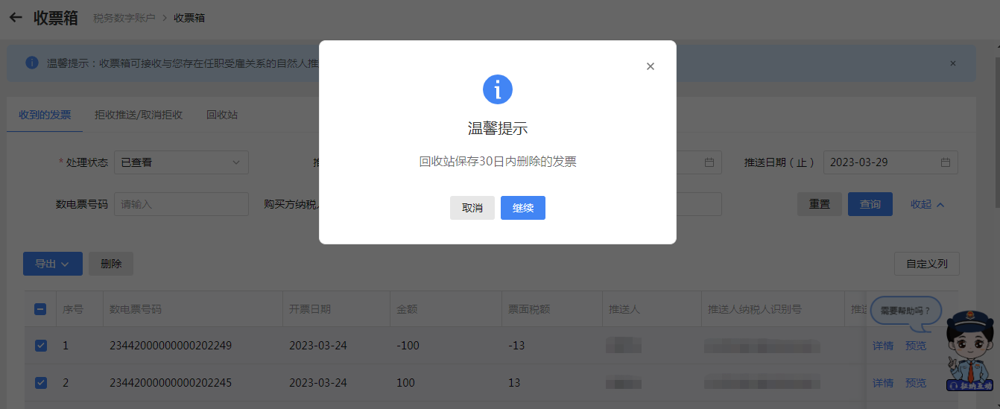 收票箱 税务数字账户 > 收票箱
温馨提示：收票箱可接收与您存在任职受雇关系的自然人推
温馨提示
回收站保存30日内删除的发票
取消 继续
收到的发票 拒收推送/取消拒收 回收站
* 处理状态 已查看 推送日期（止） 2023-03-29
数电票号码 请输入 购买方纳税人 重置 查询 收起
导出 删除 自定义列
序号 数电票号码 开票日期 金额 票面税额 推送人 推送人纳税人识别号 推送
需要帮助吗？
1 23442000000000202249 2023-03-24 -100 -13 详情 预览
2 23442000000000202245 2023-03-24 100 13 详情 预览
征纳互动